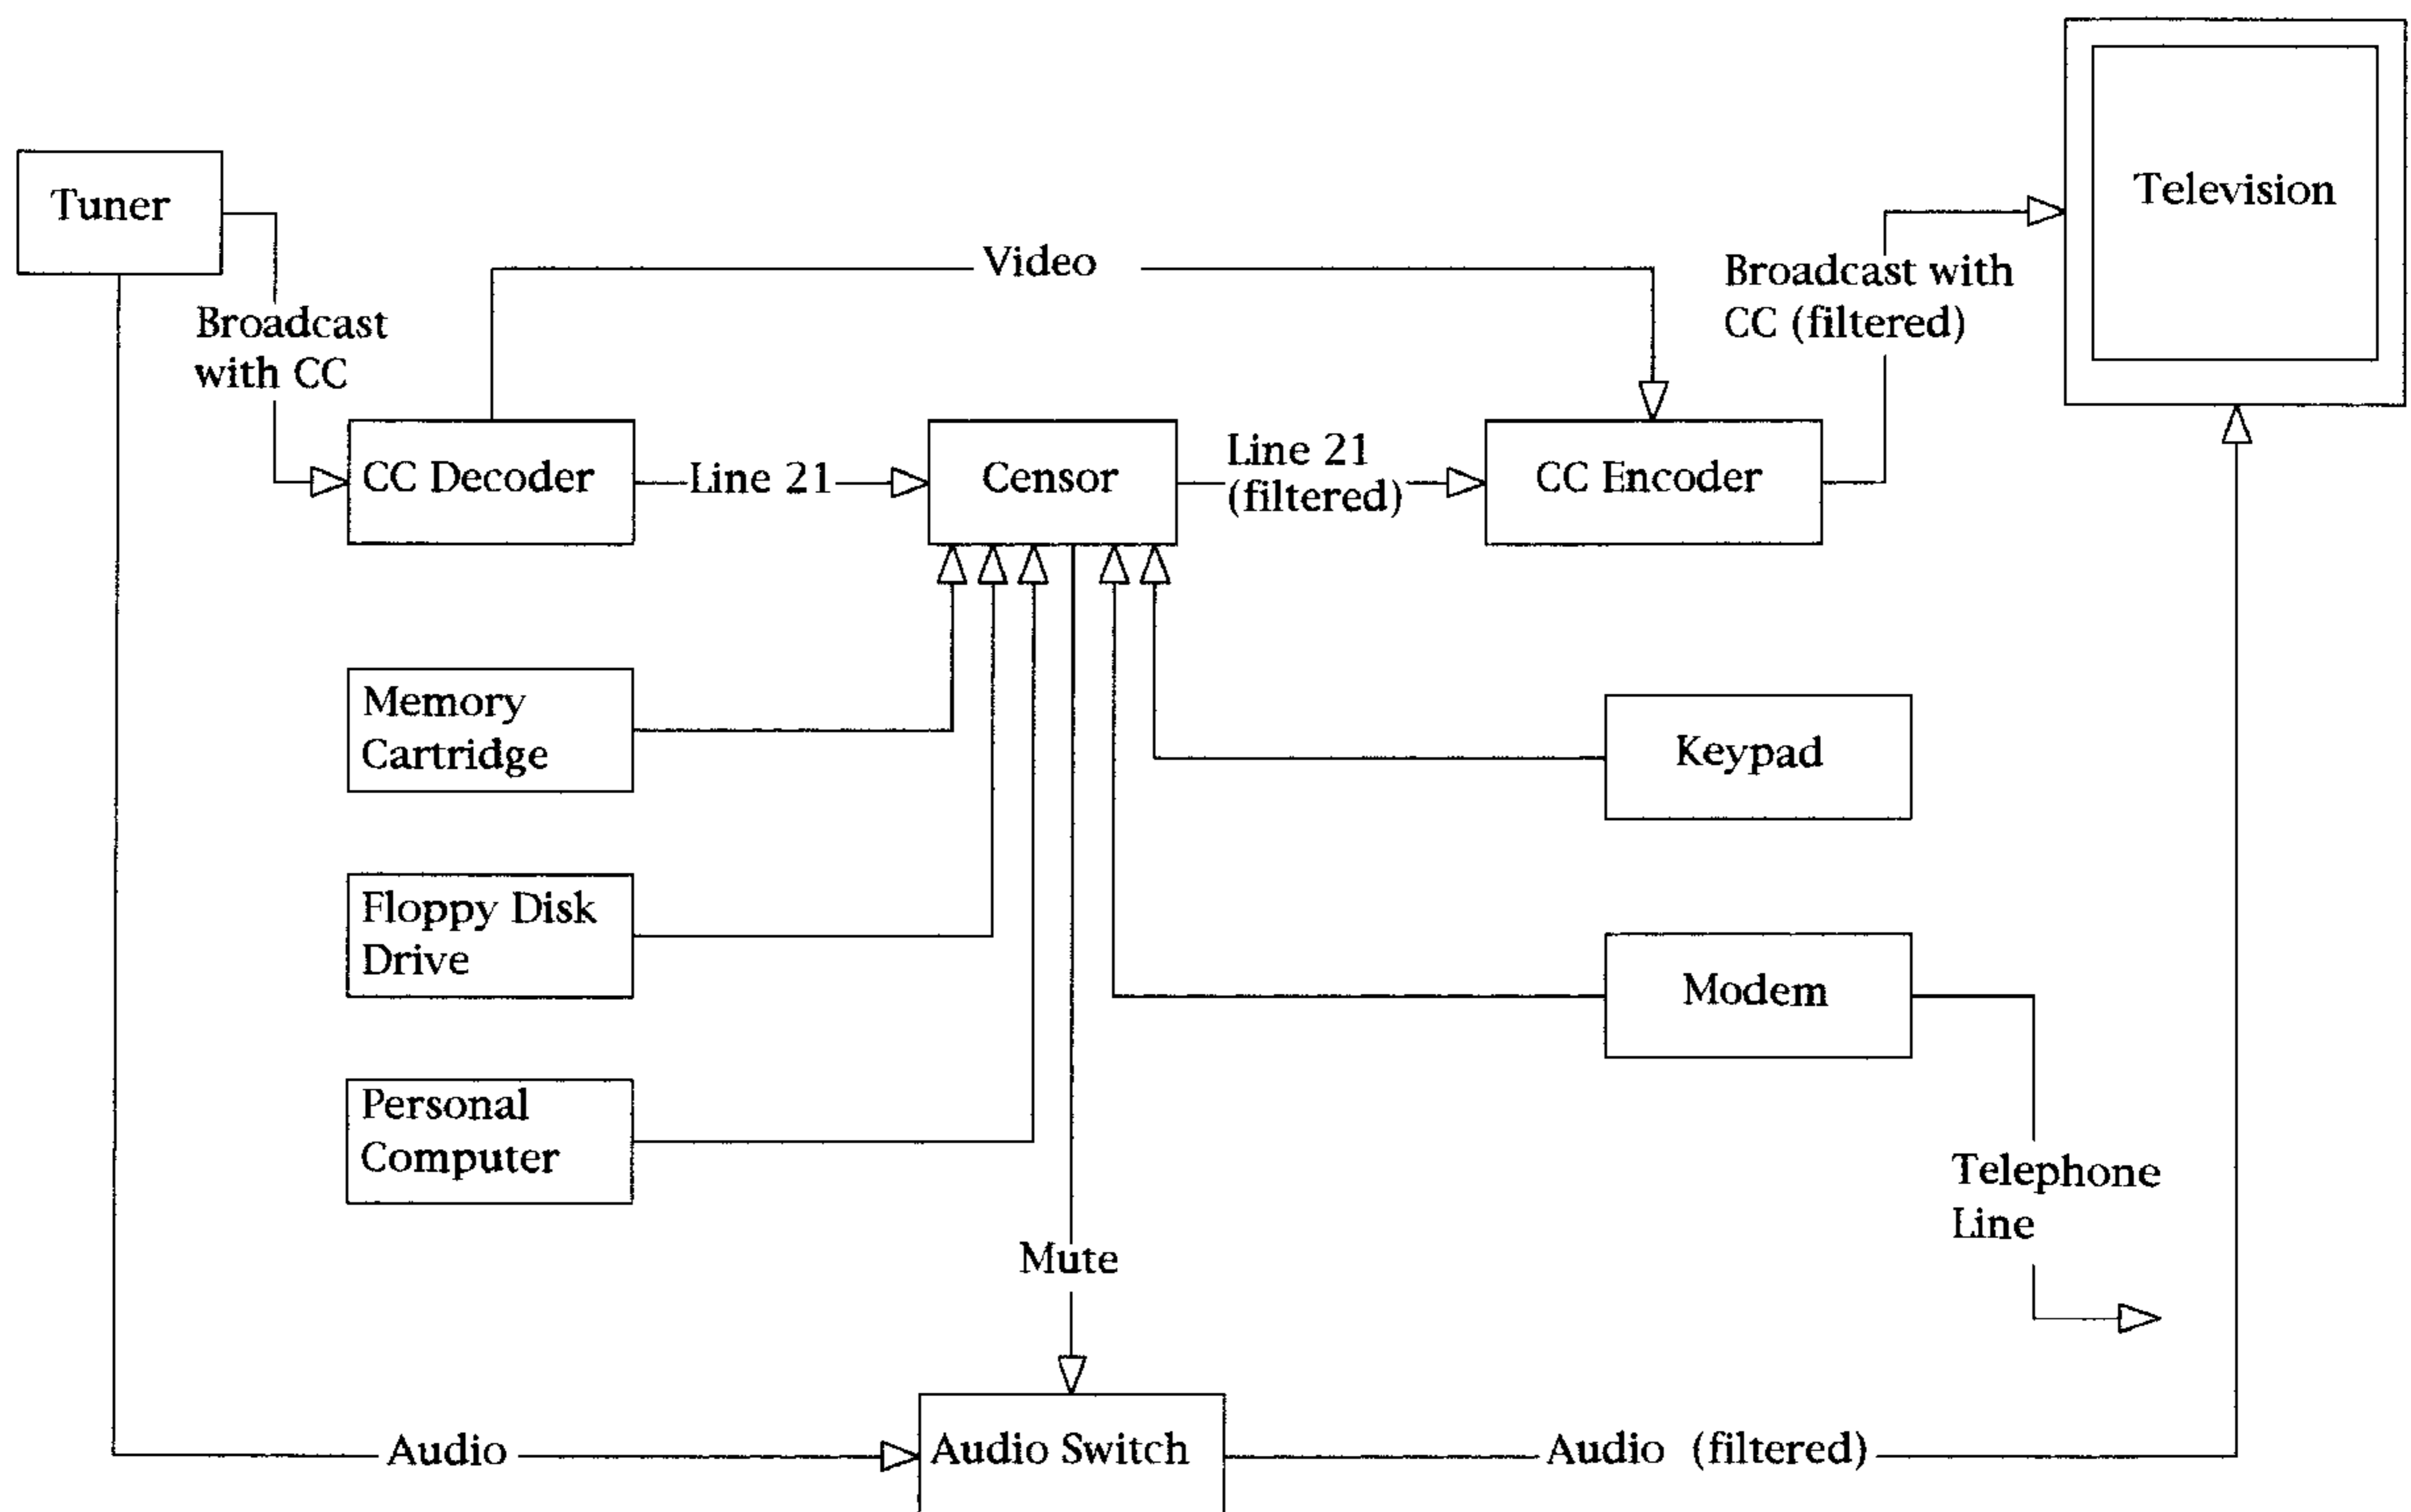 Tuner
Television
Video
Broadcast with
CC (filtered)
Broadcast
with CC
CC Decoder
Line 21
Censor
Line 21
(filtered)
CC Encoder
Memory
Cartridge
Keypad
Floppy Disk
Drive
Modem
Personal
Computer
Telephone
Line
Mute
Audio
Audio Switch
Audio (filtered)